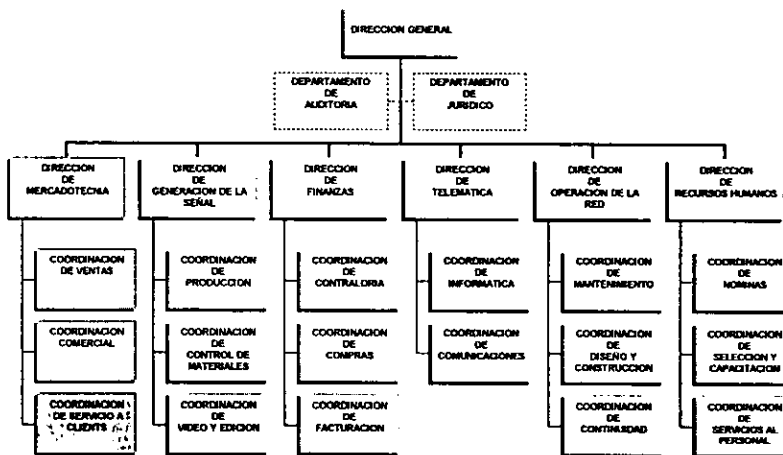 DIRECCION GENERAL
DEPARTAMENTO
DE
AUDITORIA
DEPARTAMENTO
DE
JURIDICO
DIRECCION
DE
MERCADOTECNIA
DIRECCION
DE
GENERACION DE LA
SEÑAL
DIRECCION
DE
FINANZAS
DIRECCION
DE
TELEMATICA
DIRECCION
DE
OPERACION DE LA
RED
DIRECCION
DE
RECURSOS HUMANOS
COORDINACION
DE VENTAS
COORDINACION
DE
PRODUCCION
COORDINACION
DE
CONTRALORIA
COORDINACION
DE
INFORMATICA
COORDINACION
DE
MANTENIMIENTO
COORDINACION
DE
NOMINAS
COORDINACION
COMERCIAL
COORDINACION
DE
CONTROL DE
MATERIALES
COORDINACION
DE
COMPRAS
COORDINACION
DE
COMUNICACIONES
COORDINACION
DE
DISEÑO Y
CONSTRUCCION
COORDINACION
DE
SELECCION Y
CAPACITACION
COORDINACION
DE SERVICIO A
COORDINACION
DE
VIDEO Y EDICION
COORDINACION
DE
FACTURACION
COORDINACION
DE
CONTINUIDAD
COORDINACION
DE
SERVICIOS AL
PERSONAL